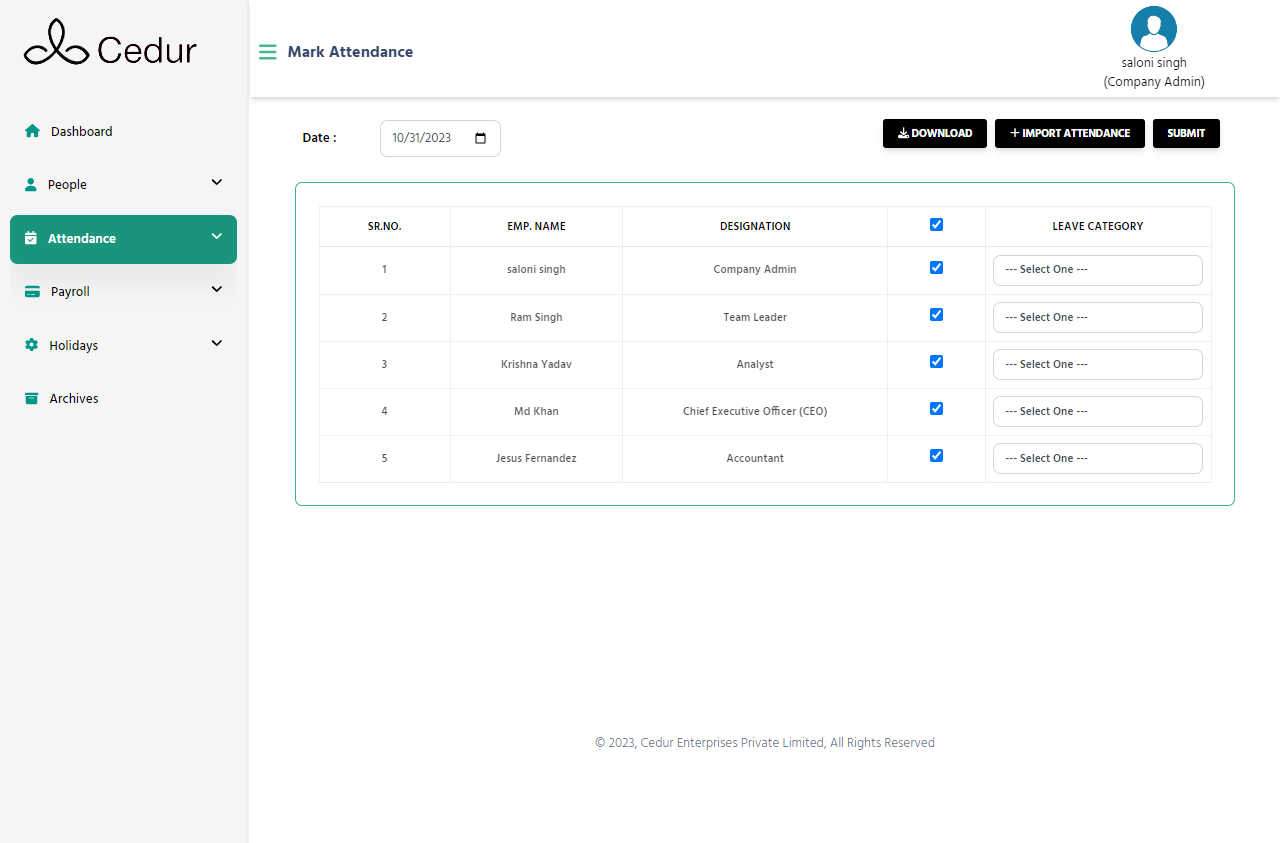 Cedur
Mark Attendance
saloni singh
(Company Admin)
Dashboard
People
Attendance
Payroll
Holidays
Archives
Date :
10/31/2023
DOWNLOAD
+ IMPORT ATTENDANCE
SUBMIT
SR.NO. EMP. NAME DESIGNATION LEAVE CATEGORY
1 saloni singh Company Admin --- Select One ---
2 Ram Singh Team Leader --- Select One ---
3 Krishna Yadav Analyst --- Select One ---
4 Md Khan Chief Executive Officer (CEO) --- Select One ---
5 Jesus Fernandez Accountant --- Select One ---
© 2023, Cedur Enterprises Private Limited, All Rights Reserved